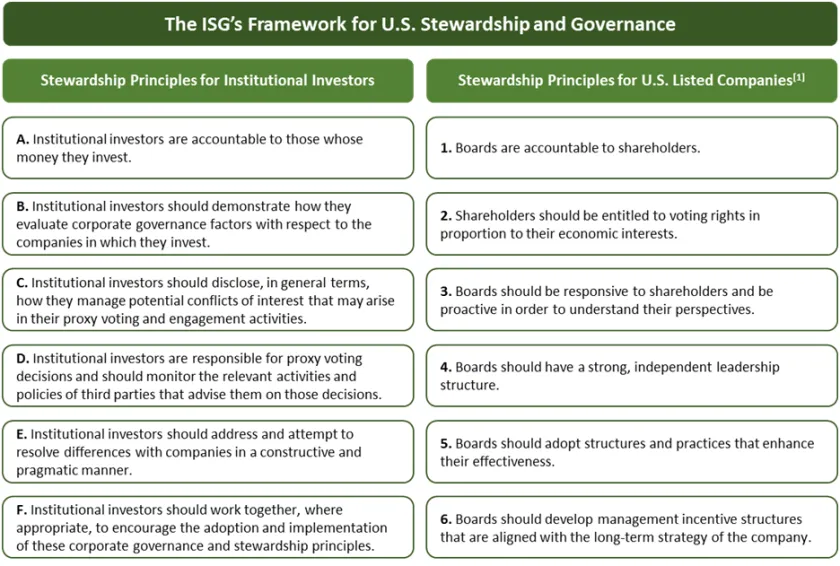 The ISG's Framework for U.S. Stewardship and Governance
Stewardship Principles for Institutional Investors
A. Institutional investors are accountable to those whose
money they invest.
B. Institutional investors should demonstrate how they
evaluate corporate governance factors with respect to the
companies in which they invest.
C. Institutional investors should disclose, in general terms,
how they manage potential conflicts of interest that may arise
in their proxy voting and engagement activities.
D. Institutional investors are responsible for proxy voting
decisions and should monitor the relevant activities and
policies of third parties that advise them on those decisions.
E. Institutional investors should address and attempt to
resolve differences with companies in a constructive and
pragmatic manner.
F. Institutional investors should work together, where
appropriate, to encourage the adoption and implementation
of these corporate governance and stewardship principles.
Stewardship Principles for U.S. Listed Companies[1]
1. Boards are accountable to shareholders.
2. Shareholders should be entitled to voting rights in
proportion to their economic interests.
3. Boards should be responsive to shareholders and be
proactive in order to understand their perspectives.
4. Boards should have a strong, independent leadership
structure.
5. Boards should adopt structures and practices that enhance
their effectiveness.
6. Boards should develop management incentive structures
that are aligned with the long-term strategy of the company.